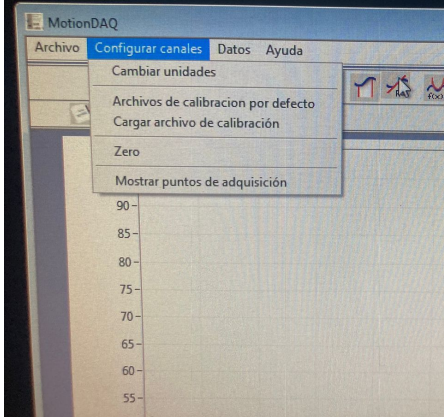 MotionDAQ
Archivo Configurar canales Datos Ayuda
Cambiar unidades
Archivos de calibracion por defecto
Cargar archivo de calibración
Zero
Mostrar puntos de adquisición
RAS
f(x)
90
85
80
75
70
65
60
55